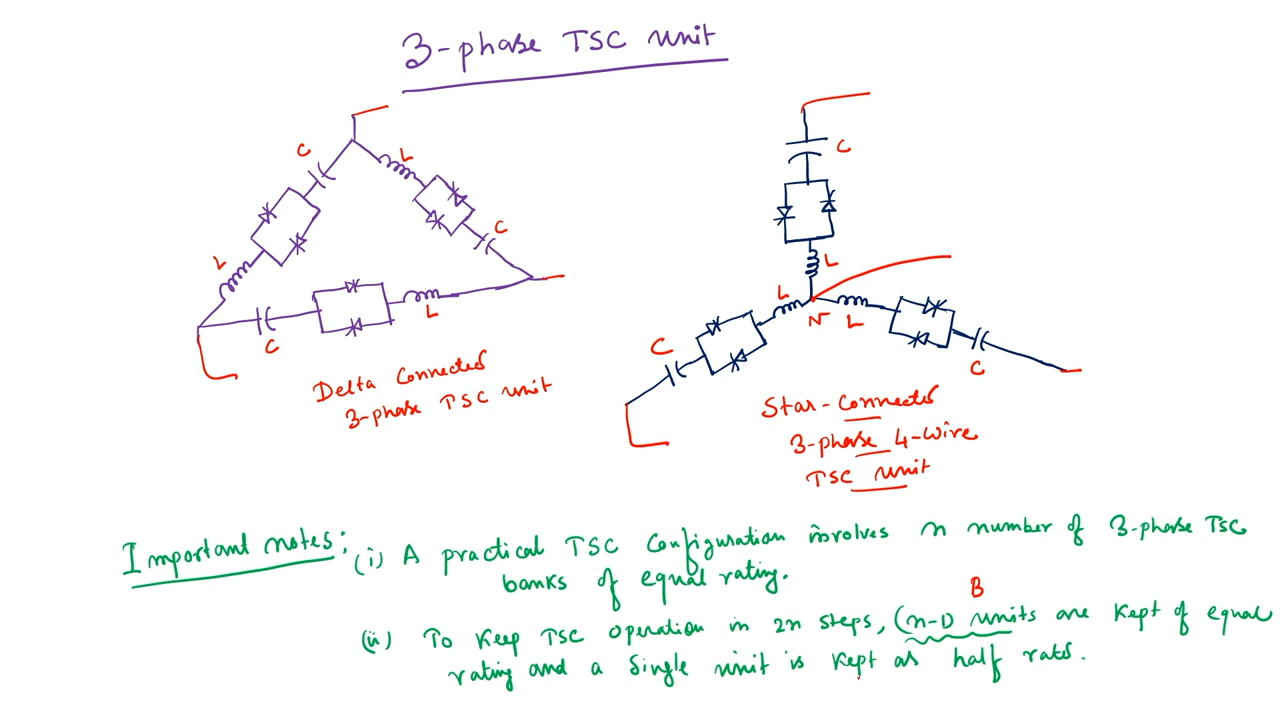 3-phase TSC unit
C
L
L
C
C
L
Delta Connected
3-phase TSC unit
C
L
L
N
L
C
C
Star-Connected
3-phase 4-wire
TSC unit
Important notes:
(i) A practical TSC Configuration involves n number of 3-phase TSC
banks of equal rating.
B
(ii) To Keep TSC operation in 2n steps, (n-1) units are kept of equal
rating and a single unit is kept as half rated.